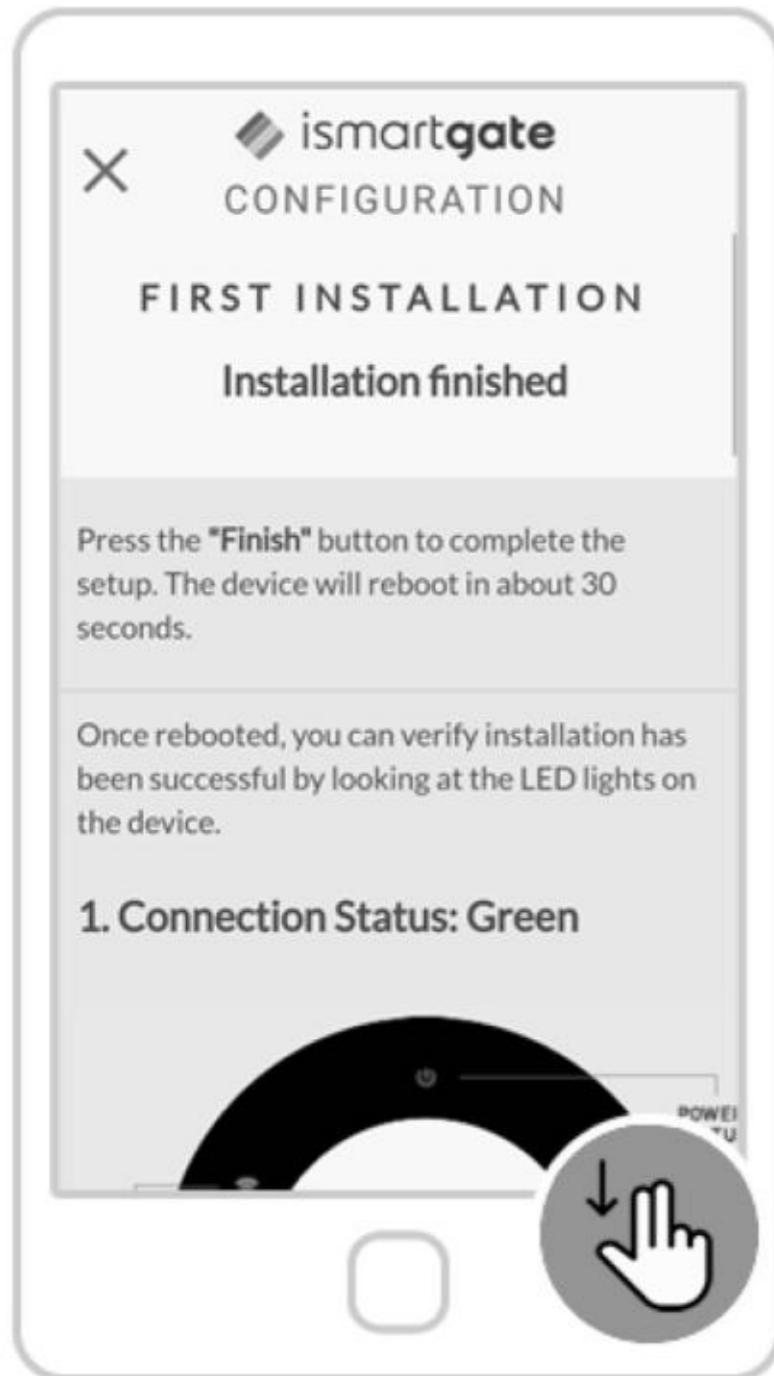 ismartgate
CONFIGURATION
FIRST INSTALLATION
Installation finished
Press the "Finish" button to complete the
setup. The device will reboot in about 30
seconds.
Once rebooted, you can verify installation has
been successful by looking at the LED lights on
the device.
1. Connection Status: Green